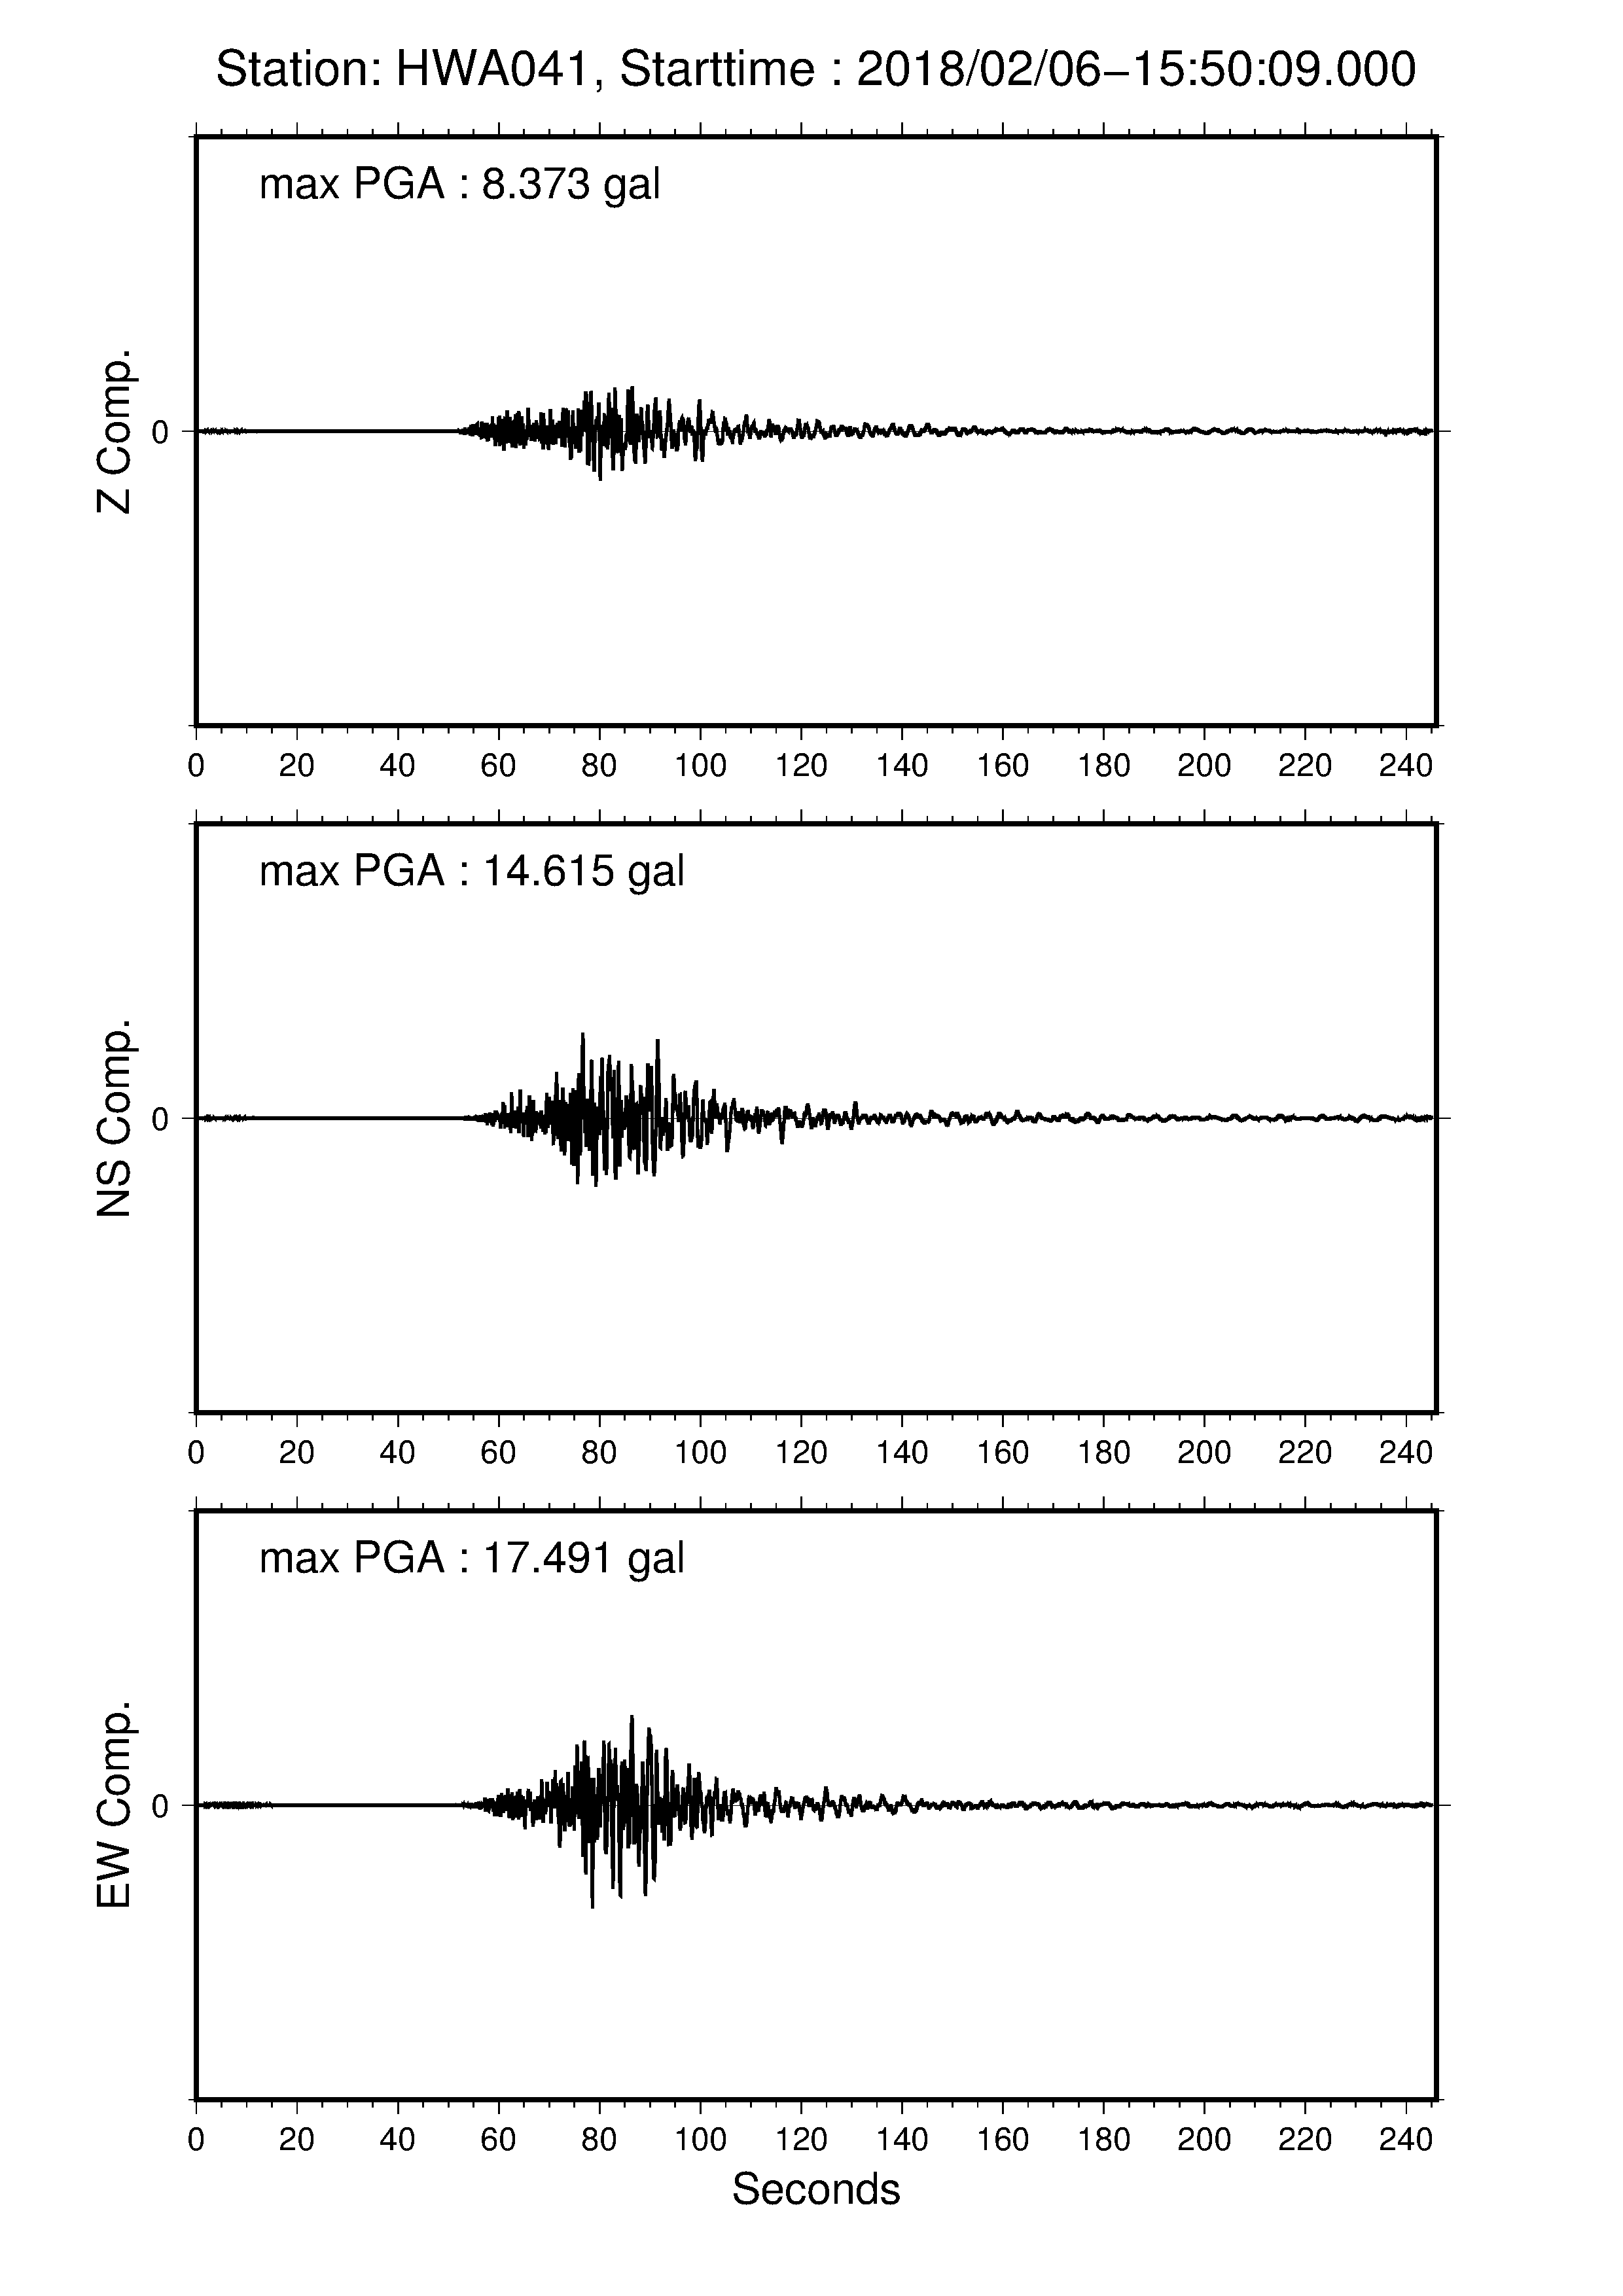 Station: HWA041, Starttime : 2018/02/06−15:50:09.000
max PGA : 8.373 gal
Z Comp.
0
0 20 40 60 80 100 120 140 160 180 200 220 240
max PGA : 14.615 gal
NS Comp.
0
0 20 40 60 80 100 120 140 160 180 200 220 240
max PGA : 17.491 gal
EW Comp.
0
0 20 40 60 80 100 120 140 160 180 200 220 240
Seconds